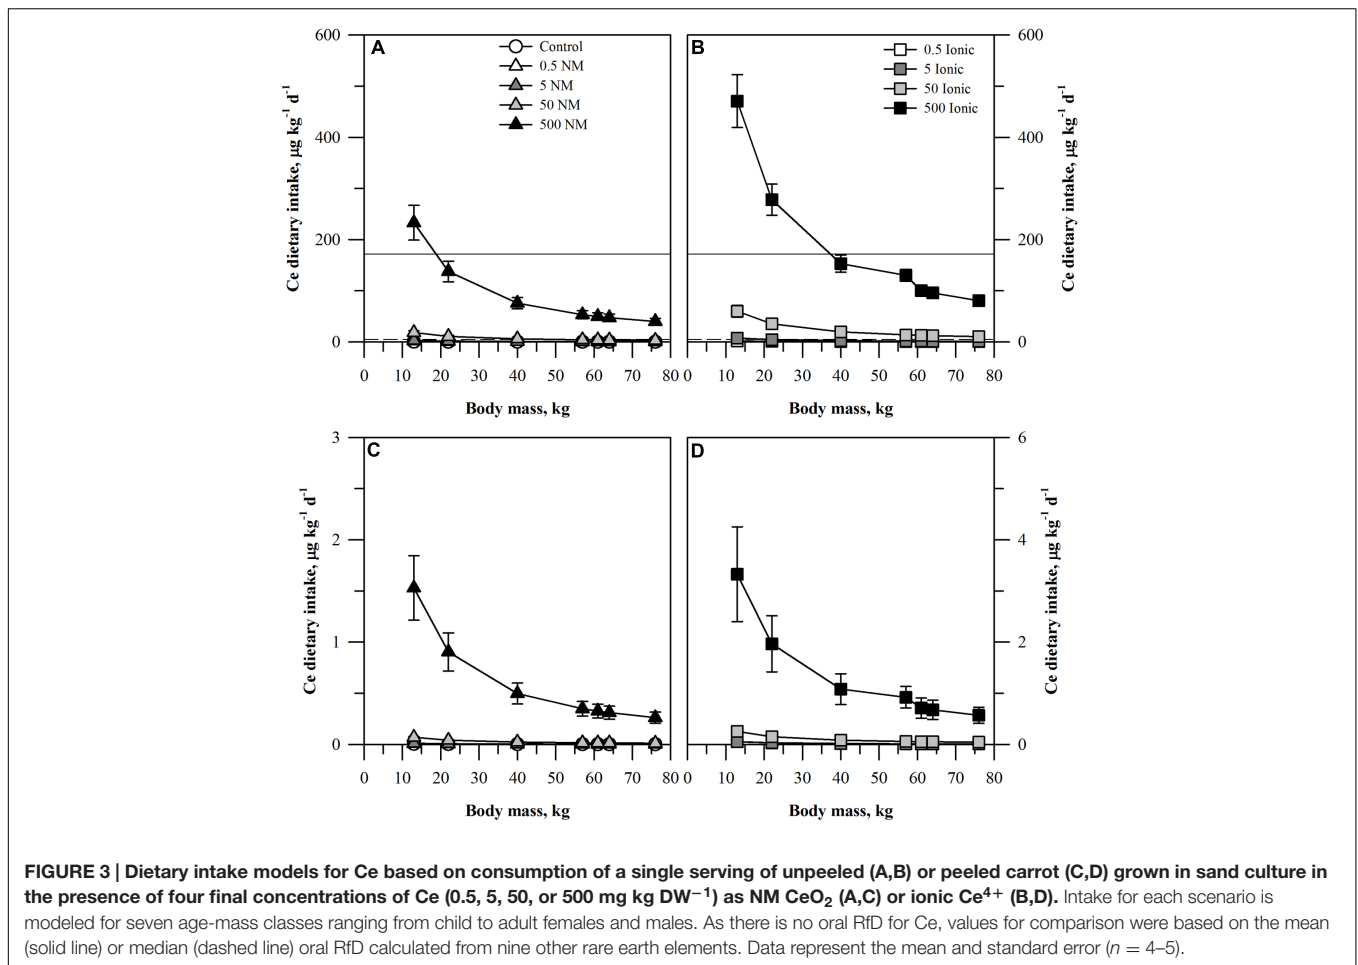 A
Control
0.5 NM
5 NM
50 NM
500 NM
600
400
200
0
Ce dietary intake, µg kg⁻¹ d⁻¹
0 10 20 30 40 50 60 70 80
Body mass, kg
B
0.5 Ionic
5 Ionic
50 Ionic
500 Ionic
600
400
200
0
Ce dietary intake, µg kg⁻¹ d⁻¹
0 10 20 30 40 50 60 70 80
Body mass, kg
C
3
2
1
0
Ce dietary intake, µg kg⁻¹ d⁻¹
0 10 20 30 40 50 60 70 80
Body mass, kg
D
6
4
2
0
Ce dietary intake, µg kg⁻¹ d⁻¹
0 10 20 30 40 50 60 70 80
Body mass, kg
FIGURE 3 | Dietary intake models for Ce based on consumption of a single serving of unpeeled (A,B) or peeled carrot (C,D) grown in sand culture in
the presence of four final concentrations of Ce (0.5, 5, 50, or 500 mg kg DW⁻¹) as NM CeO₂ (A,C) or ionic Ce⁴⁺ (B,D). Intake for each scenario is
modeled for seven age-mass classes ranging from child to adult females and males. As there is no oral RfD for Ce, values for comparison were based on the mean
(solid line) or median (dashed line) oral RfD calculated from nine other rare earth elements. Data represent the mean and standard error (n = 4–5).